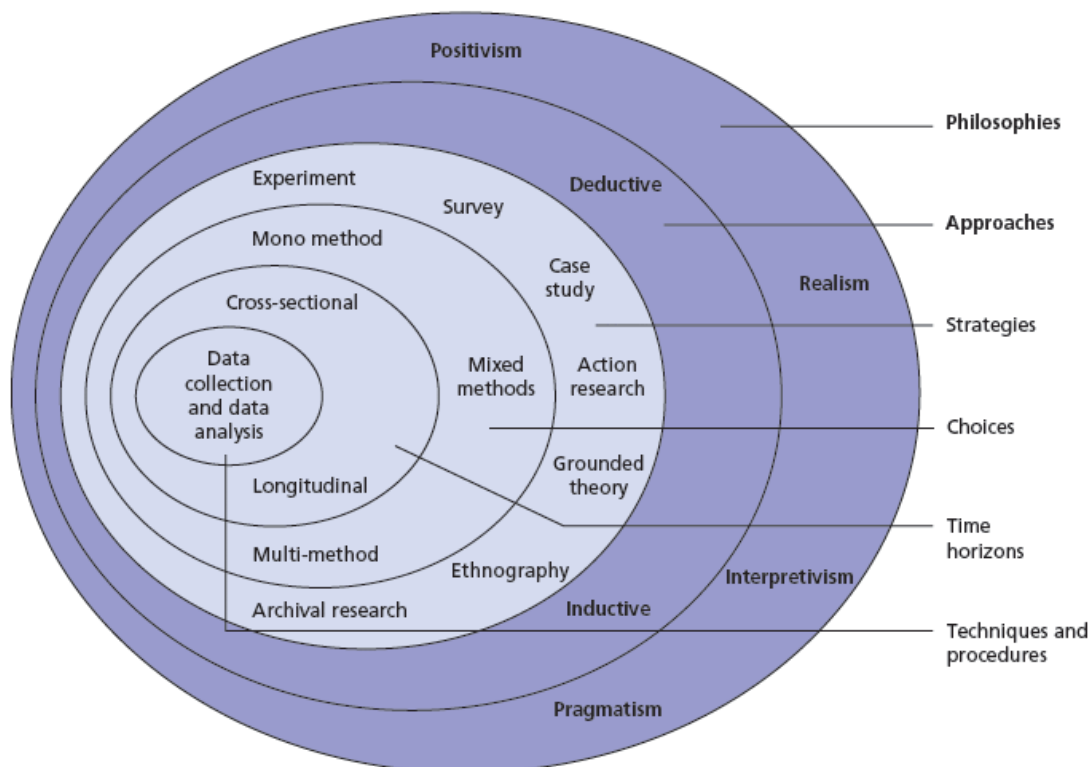 Positivism
Philosophies
Experiment
Deductive
Survey
Approaches
Mono method
Case
study
Realism
Cross-sectional
Strategies
Data
collection
and data
analysis
Mixed
methods
Action
research
Choices
Grounded
theory
Longitudinal
Time
horizons
Multi-method
Ethnography
Interpretivism
Archival research
Inductive
Techniques and
procedures
Pragmatism